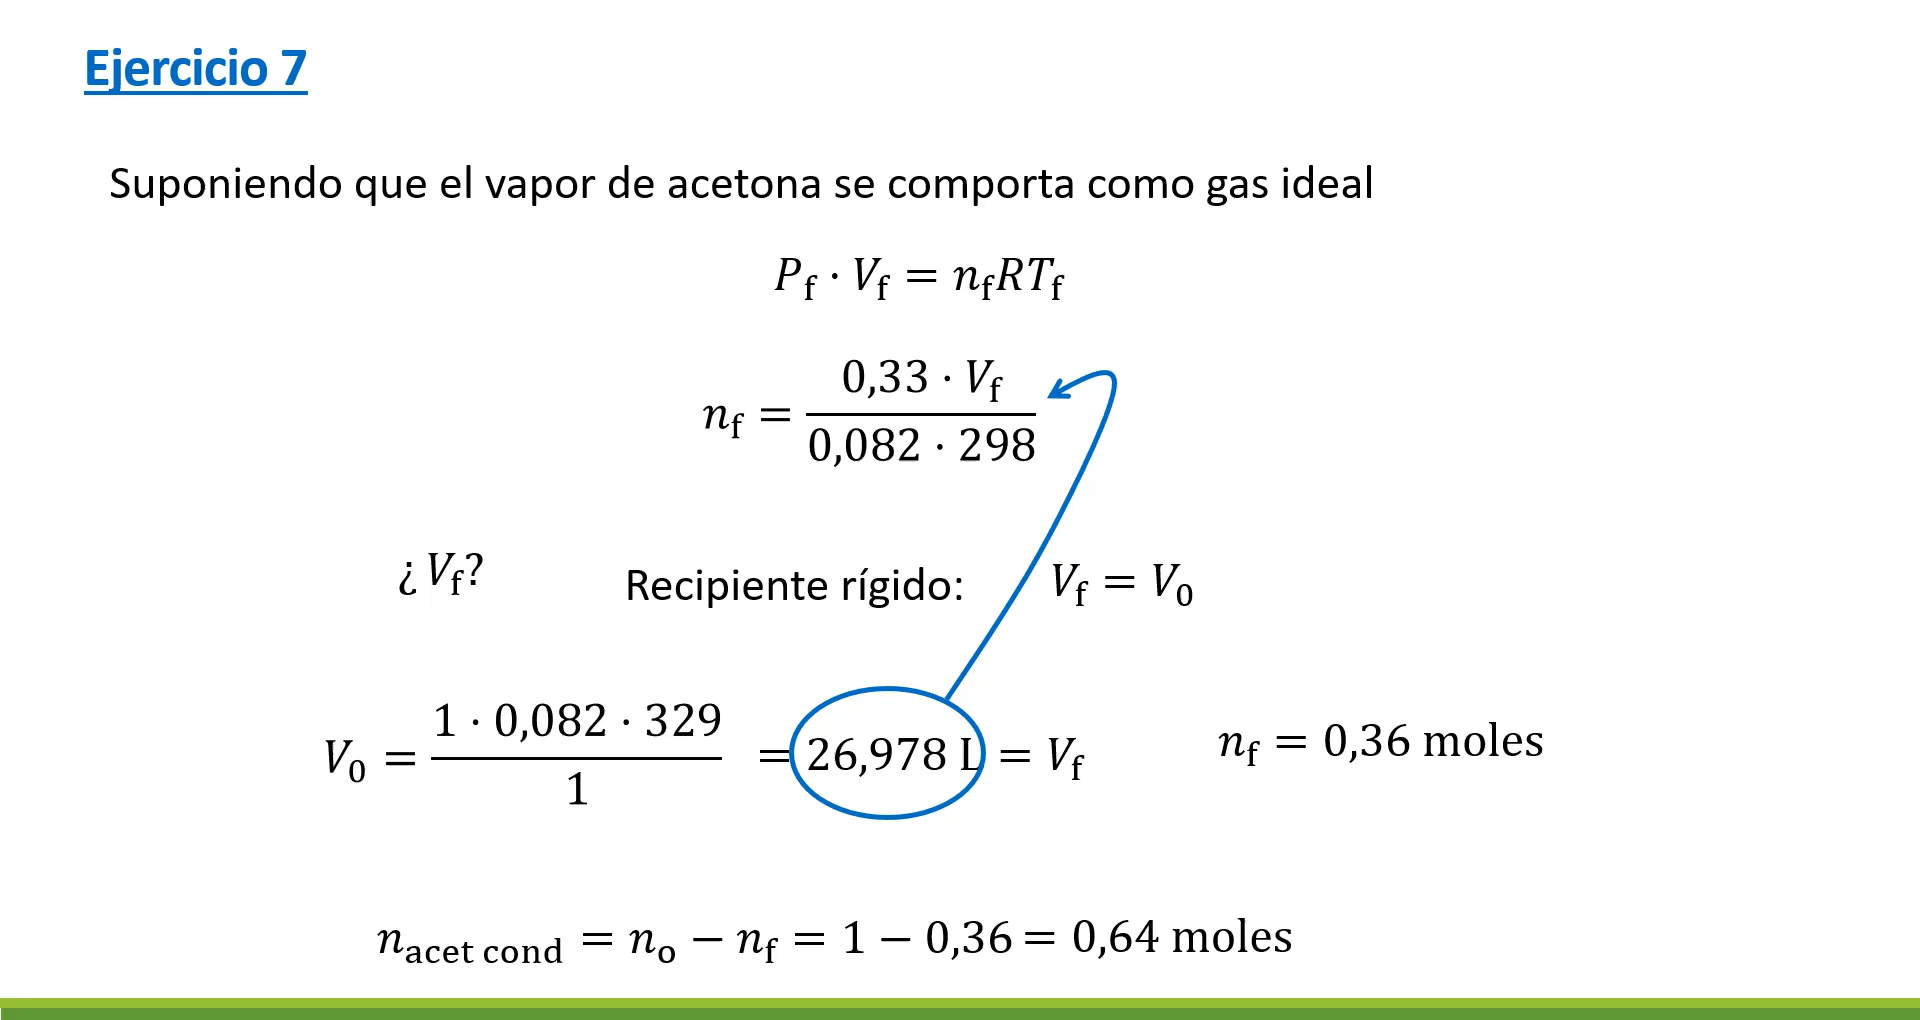 Ejercicio 7
Suponiendo que el vapor de acetona se comporta como gas ideal
P_f · V_f = n_f RT_f
n_f = (0,33 · V_f) / (0,082 · 298)
¿ V_f? Recipiente rígido: V_f = V_0
V_0 = (1 · 0,082 · 329) / 1 = 26,978 L = V_f n_f = 0,36 moles
n_acet cond = n_o − n_f = 1 − 0,36 = 0,64 moles